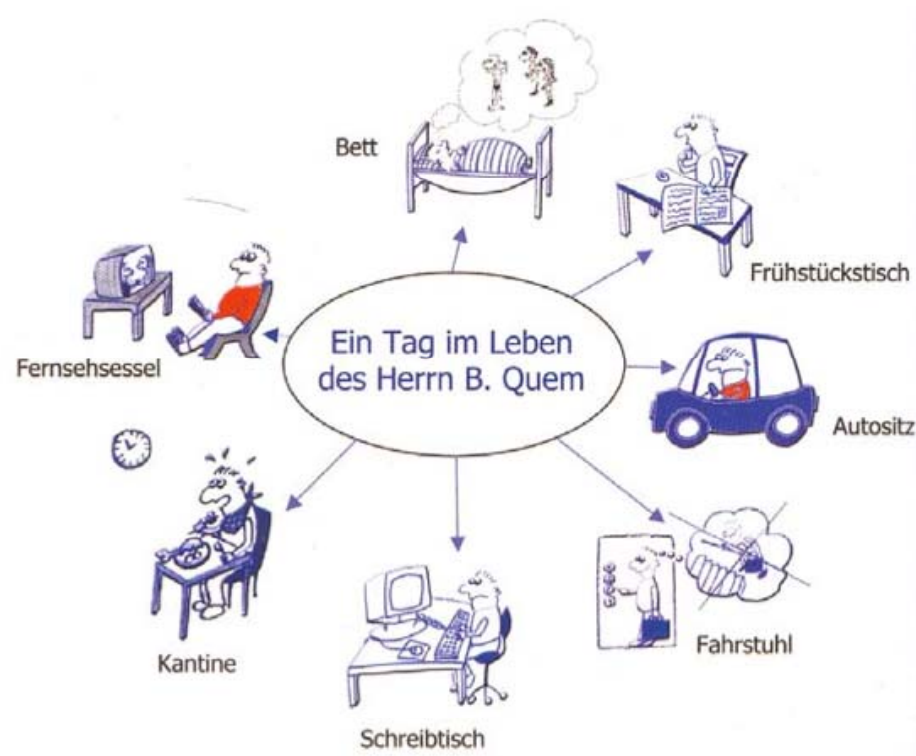 Bett
Frühstückstisch
Fernsehsessel
Ein Tag im Leben
des Herrn B. Quem
Autositz
Kantine
Fahrstuhl
Schreibtisch